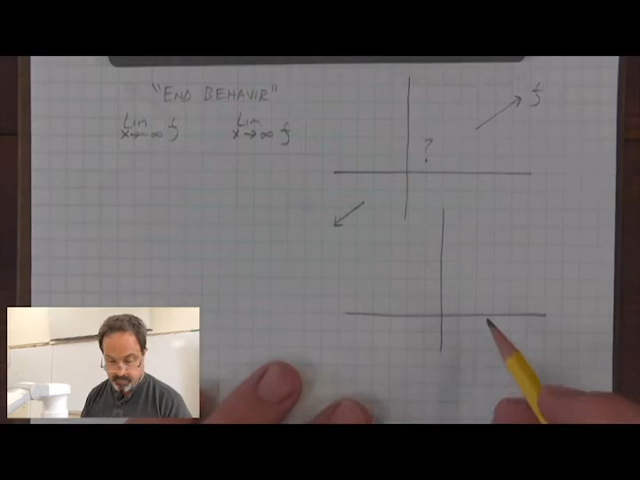 "END BEHAVIR"
Lim f Lim f
x→-∞ x→∞
f
?